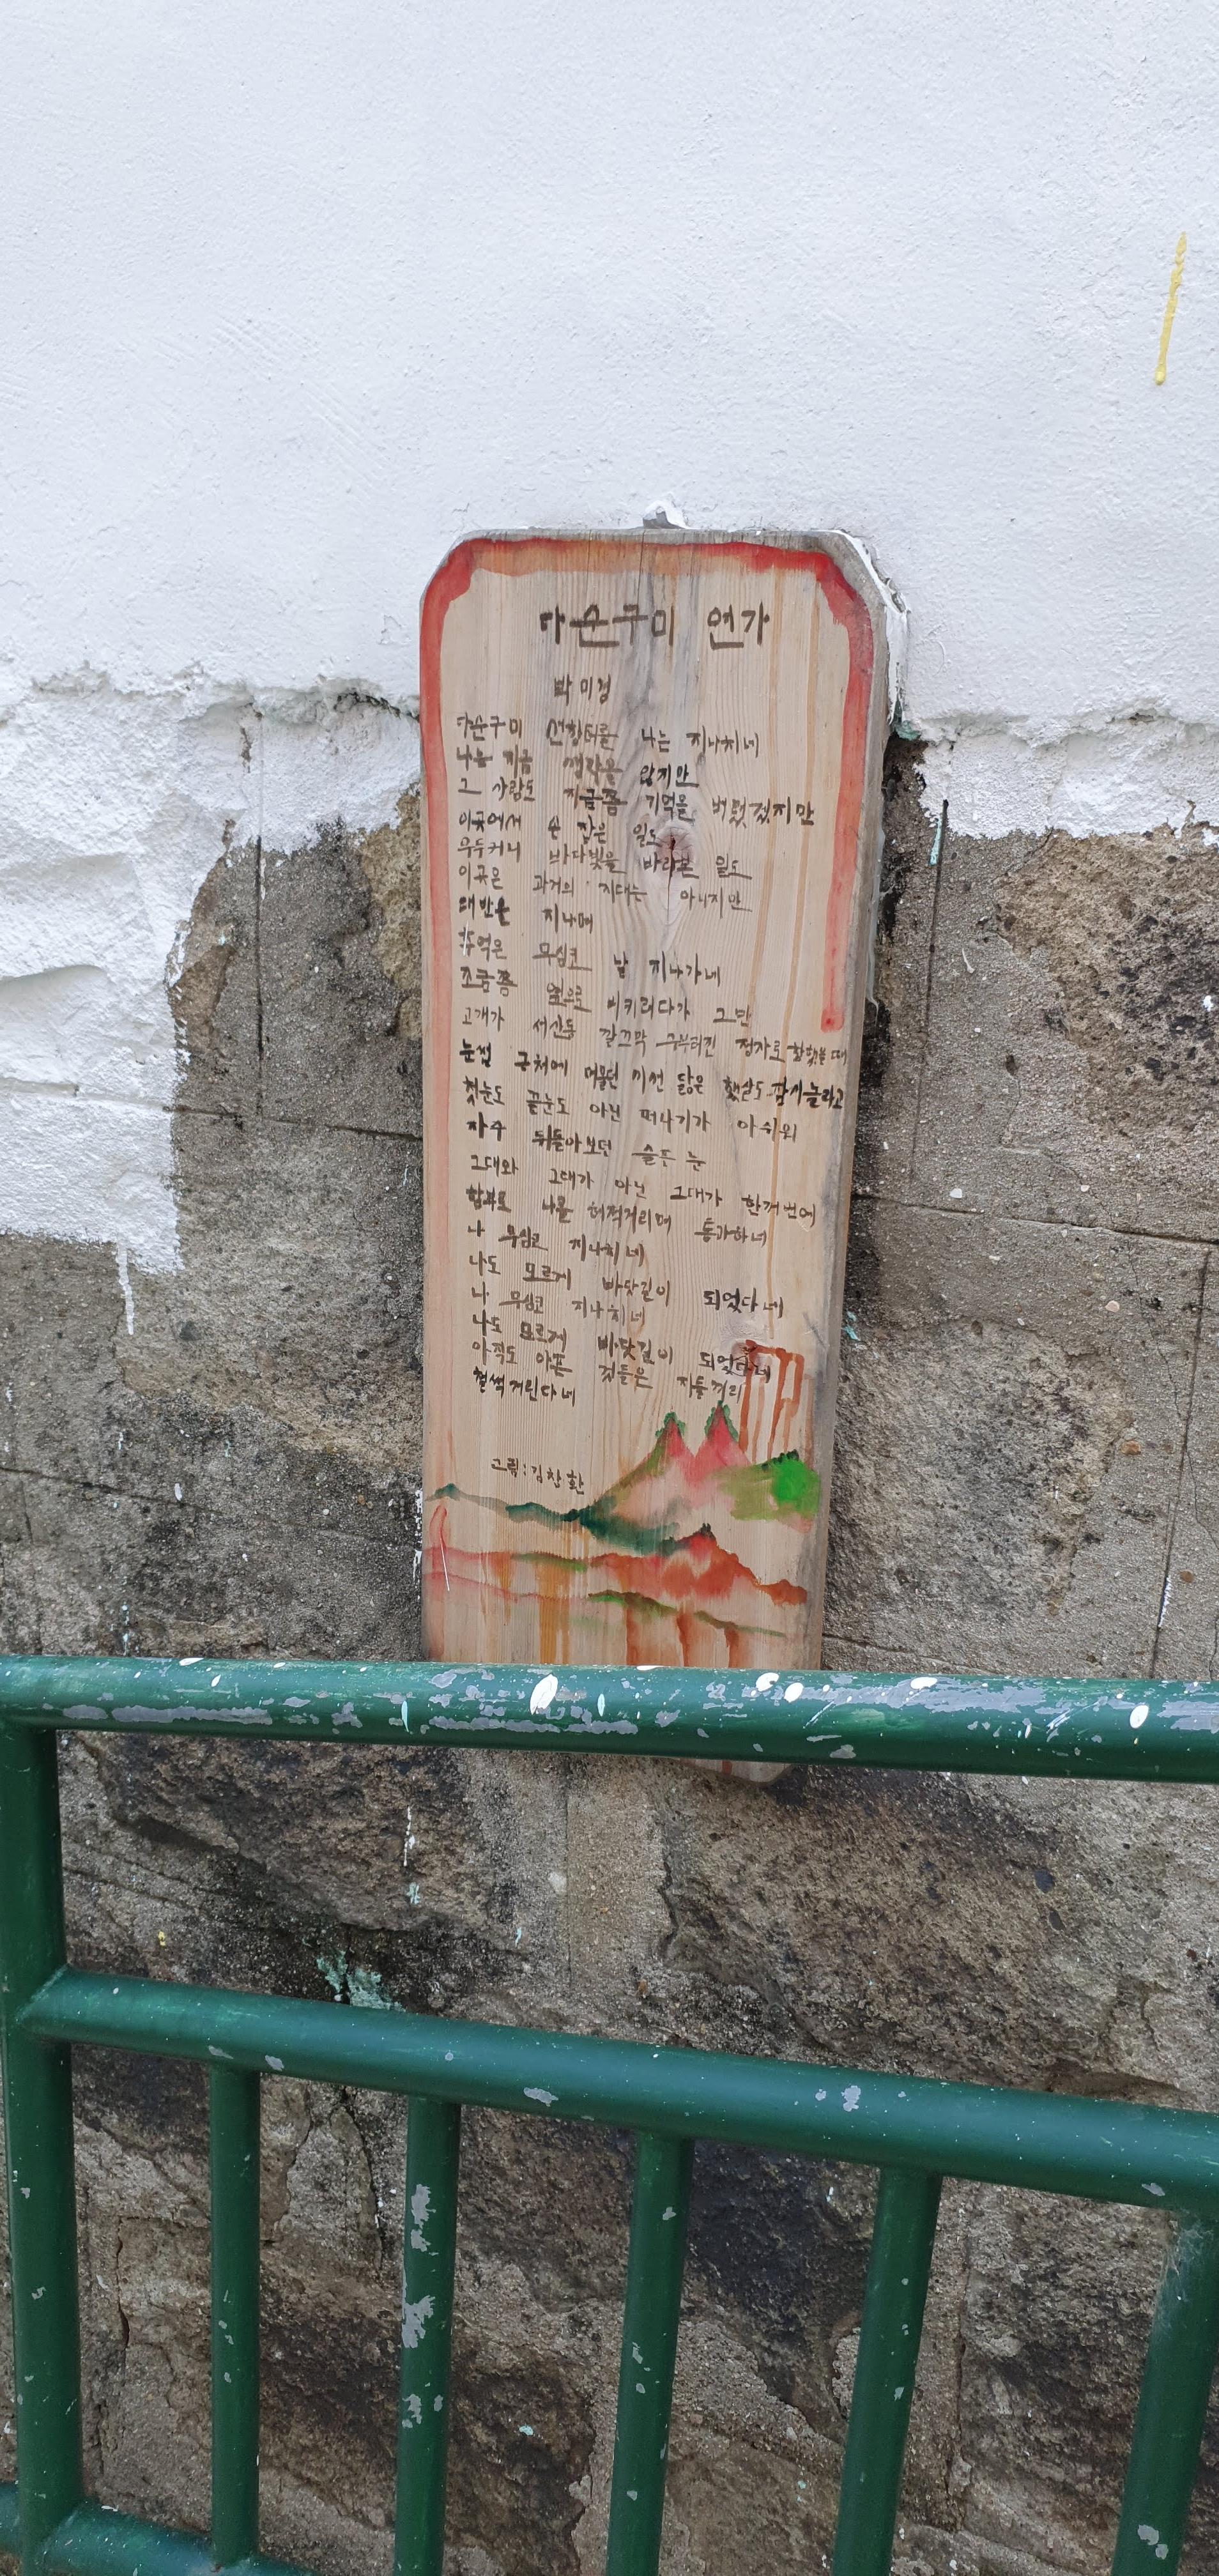 다순구미 연가
박미경
다순구미 선창터를 나는 지나치네
나는 지금 생각을 않지만
그 사람도 지금쯤 기억을 버렸겠지만
이곳에서 손 잡은 일도
우두커니 바다빛을 바라본 일도
이곳은 과거의 지대는 아니지만
대반동 지나며
추억은 무심코 날 지나가네
조금쯤 옆으로 비키려다가 그만
고개가 서산동 깔끄막 구부러진 정자로 향했을 때
눈썹 근처에 머물던 미선 닮은 햇살도 잠시놀라고
첫눈도 끝눈도 아닌 떠나기가 아쉬워
자주 뒤돌아보던 슬픈 눈
그대와 그대가 아닌 그대가 한꺼번에
함부로 나를 허적거리며 통과하네
나 무심코 지나치네
나도 모르게 바닷길이 되었다네
나 무심코 지나치네
나도 모르게 바닷길이 되었다네
아직도 아픈 것들은 지들끼리
철썩거린다네
그림:김창환